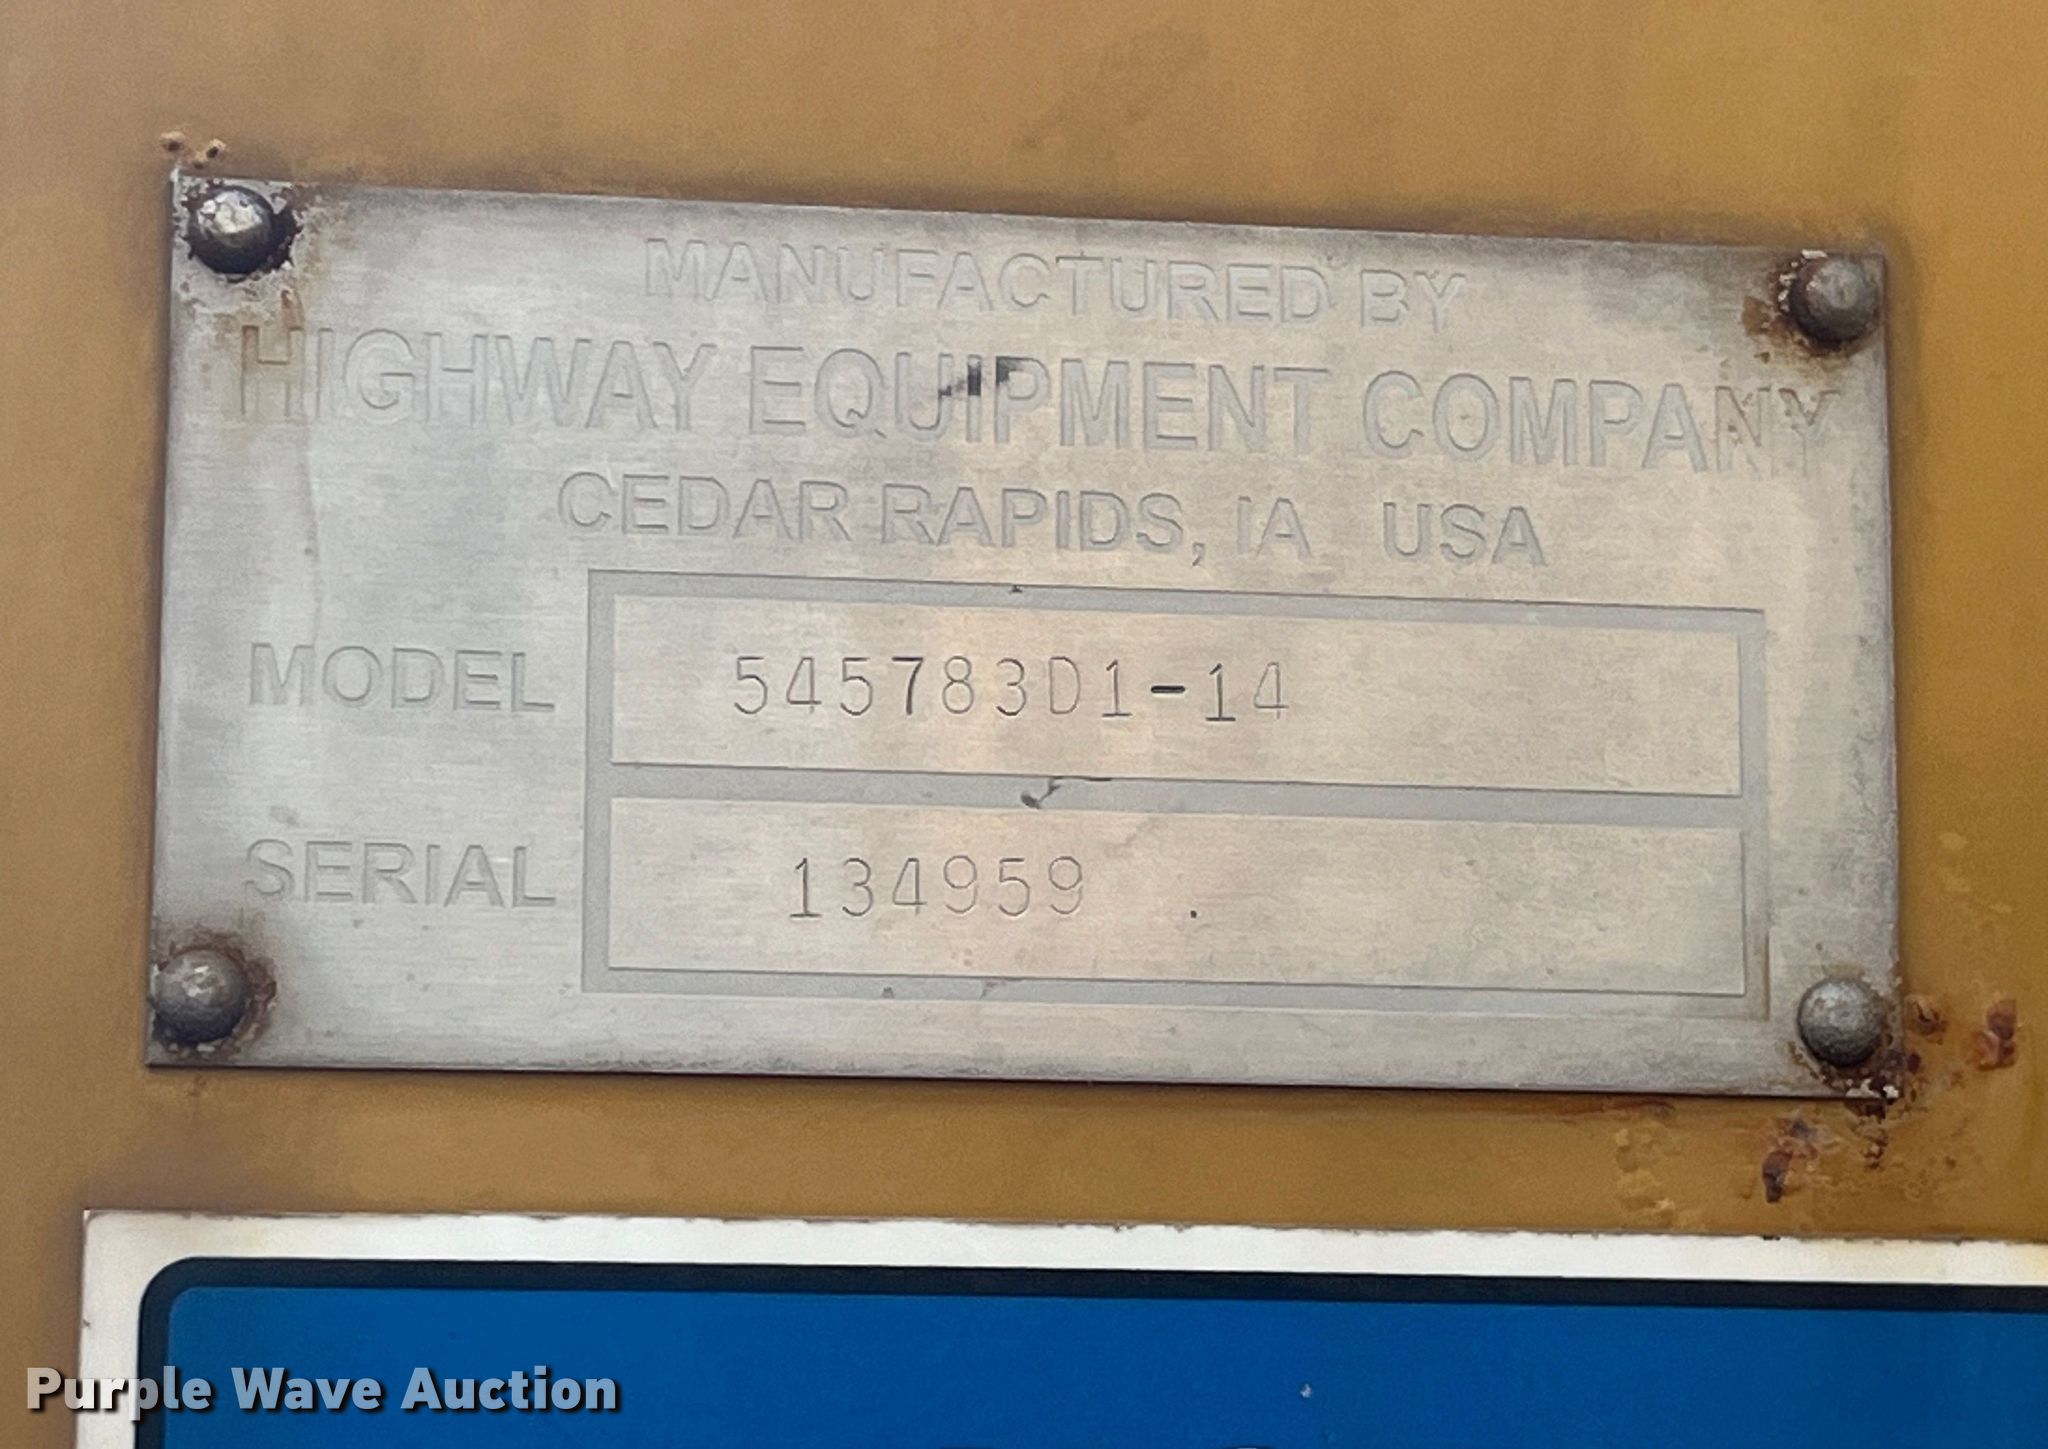 MANUFACTURED BY
HIGHWAY EQUIPMENT COMPANY
CEDAR RAPIDS, IA USA
MODEL 545783D1-14
SERIAL 134959
Purple Wave Auction